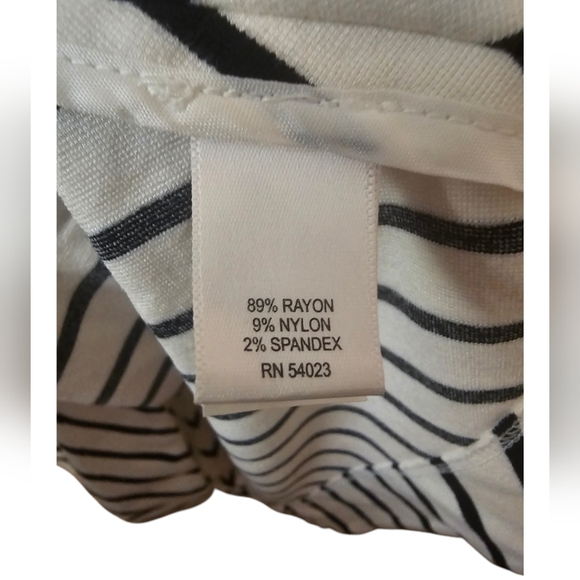 89% RAYON
9% NYLON
2% SPANDEX
RN 54023